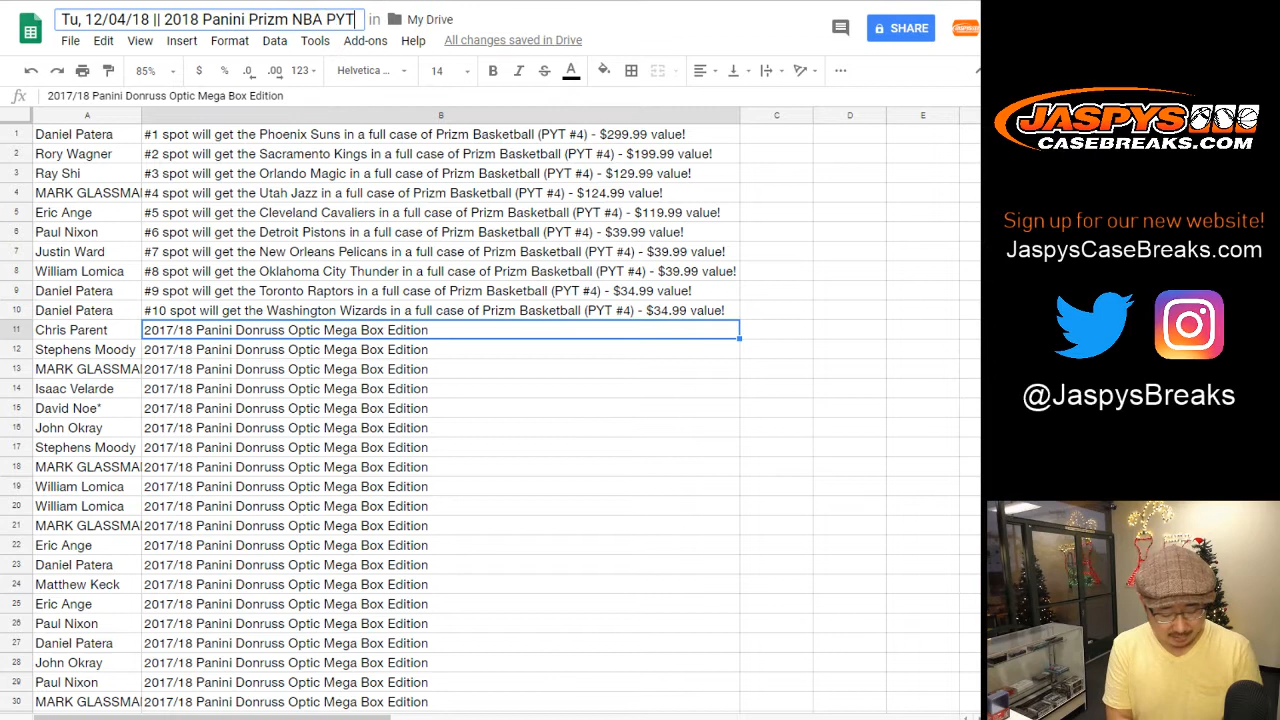 Tu, 12/04/18 || 2018 Panini Prizm NBA PYT in My Drive
File Edit View Insert Format Data Tools Add-ons Help All changes saved in Drive
SHARE
85% $ % .0 .00 123 Helvetica ... 14 B I S A
fx 2017/18 Panini Donruss Optic Mega Box Edition
A B C D E
1 Daniel Patera #1 spot will get the Phoenix Suns in a full case of Prizm Basketball (PYT #4) - $299.99 value!
2 Rory Wagner #2 spot will get the Sacramento Kings in a full case of Prizm Basketball (PYT #4) - $199.99 value!
3 Ray Shi #3 spot will get the Orlando Magic in a full case of Prizm Basketball (PYT #4) - $129.99 value!
4 MARK GLASSMA #4 spot will get the Utah Jazz in a full case of Prizm Basketball (PYT #4) - $124.99 value!
5 Eric Ange #5 spot will get the Cleveland Cavaliers in a full case of Prizm Basketball (PYT #4) - $119.99 value!
6 Paul Nixon #6 spot will get the Detroit Pistons in a full case of Prizm Basketball (PYT #4) - $39.99 value!
7 Justin Ward #7 spot will get the New Orleans Pelicans in a full case of Prizm Basketball (PYT #4) - $39.99 value!
8 William Lomica #8 spot will get the Oklahoma City Thunder in a full case of Prizm Basketball (PYT #4) - $39.99 value!
9 Daniel Patera #9 spot will get the Toronto Raptors in a full case of Prizm Basketball (PYT #4) - $34.99 value!
10 Daniel Patera #10 spot will get the Washington Wizards in a full case of Prizm Basketball (PYT #4) - $34.99 value!
11 Chris Parent 2017/18 Panini Donruss Optic Mega Box Edition
12 Stephens Moody 2017/18 Panini Donruss Optic Mega Box Edition
13 MARK GLASSMA 2017/18 Panini Donruss Optic Mega Box Edition
14 Isaac Velarde 2017/18 Panini Donruss Optic Mega Box Edition
15 David Noe* 2017/18 Panini Donruss Optic Mega Box Edition
16 John Okray 2017/18 Panini Donruss Optic Mega Box Edition
17 Stephens Moody 2017/18 Panini Donruss Optic Mega Box Edition
18 MARK GLASSMA 2017/18 Panini Donruss Optic Mega Box Edition
19 William Lomica 2017/18 Panini Donruss Optic Mega Box Edition
20 William Lomica 2017/18 Panini Donruss Optic Mega Box Edition
21 MARK GLASSMA 2017/18 Panini Donruss Optic Mega Box Edition
22 Eric Ange 2017/18 Panini Donruss Optic Mega Box Edition
23 Daniel Patera 2017/18 Panini Donruss Optic Mega Box Edition
24 Matthew Keck 2017/18 Panini Donruss Optic Mega Box Edition
25 Eric Ange 2017/18 Panini Donruss Optic Mega Box Edition
26 Paul Nixon 2017/18 Panini Donruss Optic Mega Box Edition
27 Daniel Patera 2017/18 Panini Donruss Optic Mega Box Edition
28 John Okray 2017/18 Panini Donruss Optic Mega Box Edition
29 Paul Nixon 2017/18 Panini Donruss Optic Mega Box Edition
30 MARK GLASSMA 2017/18 Panini Donruss Optic Mega Box Edition
JASPYS
CASEBREAKS.COM
Sign up for our new website!
JaspysCaseBreaks.com
@JaspysBreaks